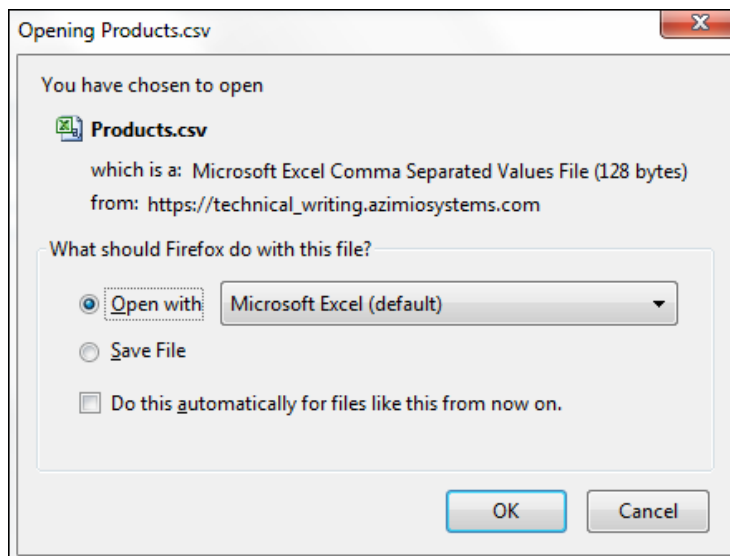 Opening Products.csv
You have chosen to open
Products.csv
which is a: Microsoft Excel Comma Separated Values File (128 bytes)
from: https://technical_writing.azimiosystems.com
What should Firefox do with this file?
Open with Microsoft Excel (default)
Save File
Do this automatically for files like this from now on.
OK Cancel